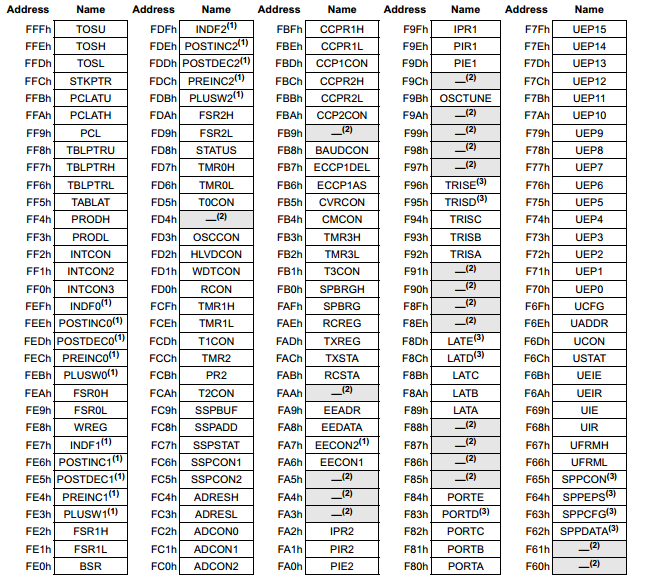 Address Name Address Name Address Name Address Name Address Name
FFFh TOSU FDFh INDF2(1) FBFh CCPR1H F9Fh IPR1 F7Fh UEP15
FFEh TOSH FDEh POSTINC2(1) FBEh CCPR1L F9Eh PIR1 F7Eh UEP14
FFDh TOSL FDDh POSTDEC2(1) FBDh CCP1CON F9Dh PIE1 F7Dh UEP13
FFCh STKPTR FDCh PREINC2(1) FBCh CCPR2H F9Ch —(2) F7Ch UEP12
FFBh PCLATU FDBh PLUSW2(1) FBBh CCPR2L F9Bh OSCTUNE F7Bh UEP11
FFAh PCLATH FDAh FSR2H FBAh CCP2CON F9Ah —(2) F7Ah UEP10
FF9h PCL FD9h FSR2L FB9h —(2) F99h —(2) F79h UEP9
FF8h TBLPTRU FD8h STATUS FB8h BAUDCON F98h —(2) F78h UEP8
FF7h TBLPTRH FD7h TMR0H FB7h ECCP1DEL F97h —(2) F77h UEP7
FF6h TBLPTRL FD6h TMR0L FB6h ECCP1AS F96h TRISE(3) F76h UEP6
FF5h TABLAT FD5h T0CON FB5h CVRCON F95h TRISD(3) F75h UEP5
FF4h PRODH FD4h —(2) FB4h CMCON F94h TRISC F74h UEP4
FF3h PRODL FD3h OSCCON FB3h TMR3H F93h TRISB F73h UEP3
FF2h INTCON FD2h HLVDCON FB2h TMR3L F92h TRISA F72h UEP2
FF1h INTCON2 FD1h WDTCON FB1h T3CON F91h —(2) F71h UEP1
FF0h INTCON3 FD0h RCON FB0h SPBRGH F90h —(2) F70h UEP0
FEFh INDF0(1) FCFh TMR1H FAFh SPBRG F8Fh —(2) F6Fh UCFG
FEEh POSTINC0(1) FCEh TMR1L FAEh RCREG F8Eh —(2) F6Eh UADDR
FEDh POSTDEC0(1) FCDh T1CON FADh TXREG F8Dh LATE(3) F6Dh UCON
FECh PREINC0(1) FCCh TMR2 FACh TXSTA F8Ch LATD(3) F6Ch USTAT
FEBh PLUSW0(1) FCBh PR2 FABh RCSTA F8Bh LATC F6Bh UEIE
FEAh FSR0H FCAh T2CON FAAh —(2) F8Ah LATB F6Ah UEIR
FE9h FSR0L FC9h SSPBUF FA9h EEADR F89h LATA F69h UIE
FE8h WREG FC8h SSPADD FA8h EEDATA F88h —(2) F68h UIR
FE7h INDF1(1) FC7h SSPSTAT FA7h EECON2(1) F87h —(2) F67h UFRMH
FE6h POSTINC1(1) FC6h SSPCON1 FA6h EECON1 F86h —(2) F66h UFRML
FE5h POSTDEC1(1) FC5h SSPCON2 FA5h —(2) F85h —(2) F65h SPPCON(3)
FE4h PREINC1(1) FC4h ADRESH FA4h —(2) F84h PORTE F64h SPPEPS(3)
FE3h PLUSW1(1) FC3h ADRESL FA3h —(2) F83h PORTD(3) F63h SPPCFG(3)
FE2h FSR1H FC2h ADCON0 FA2h IPR2 F82h PORTC F62h SPPDATA(3)
FE1h FSR1L FC1h ADCON1 FA1h PIR2 F81h PORTB F61h —(2)
FE0h BSR FC0h ADCON2 FA0h PIE2 F80h PORTA F60h —(2)